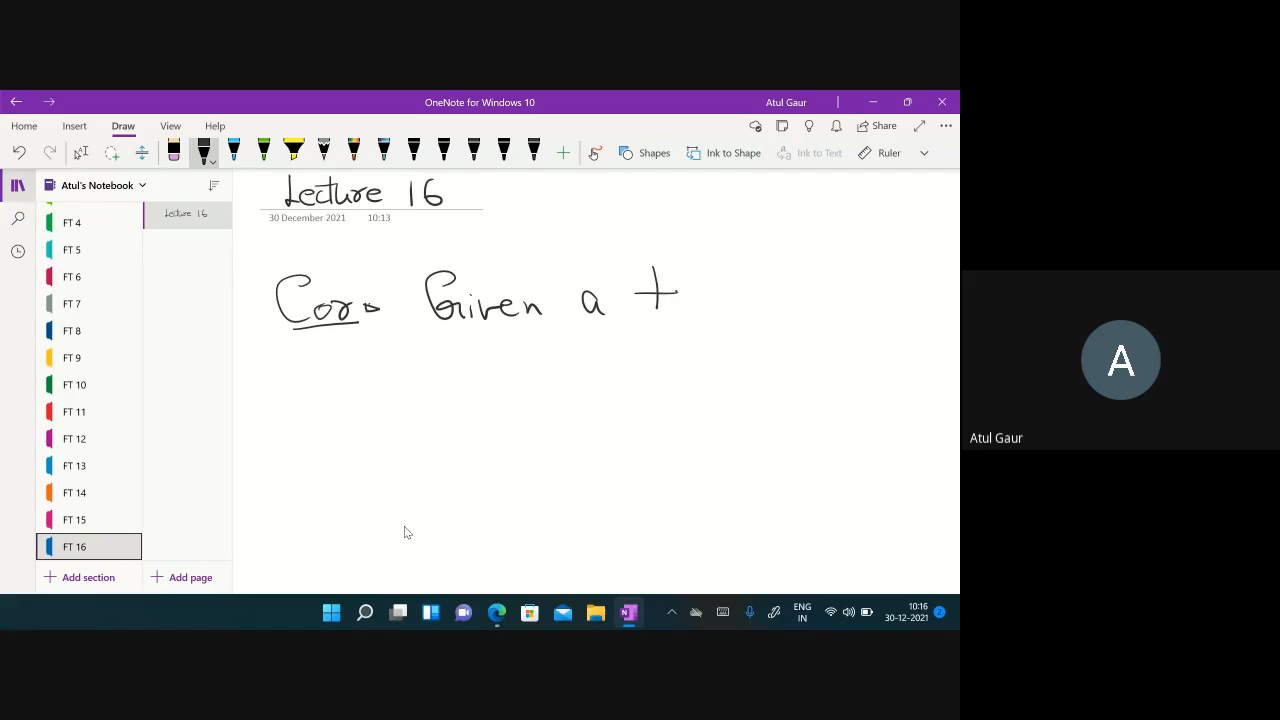 OneNote for Windows 10
Atul Gaur
Home Insert Draw View Help
Share
Shapes Ink to Shape Ink to Text Ruler
Atul's Notebook
Lecture 16
Lecture 16
30 December 2021 10:13
FT 4
FT 5
FT 6
FT 7
FT 8
FT 9
FT 10
FT 11
FT 12
FT 13
FT 14
FT 15
FT 16
Cor. Given a +
Add section
Add page
N
ENG
IN
10:16
30-12-2021
2
A
Atul Gaur